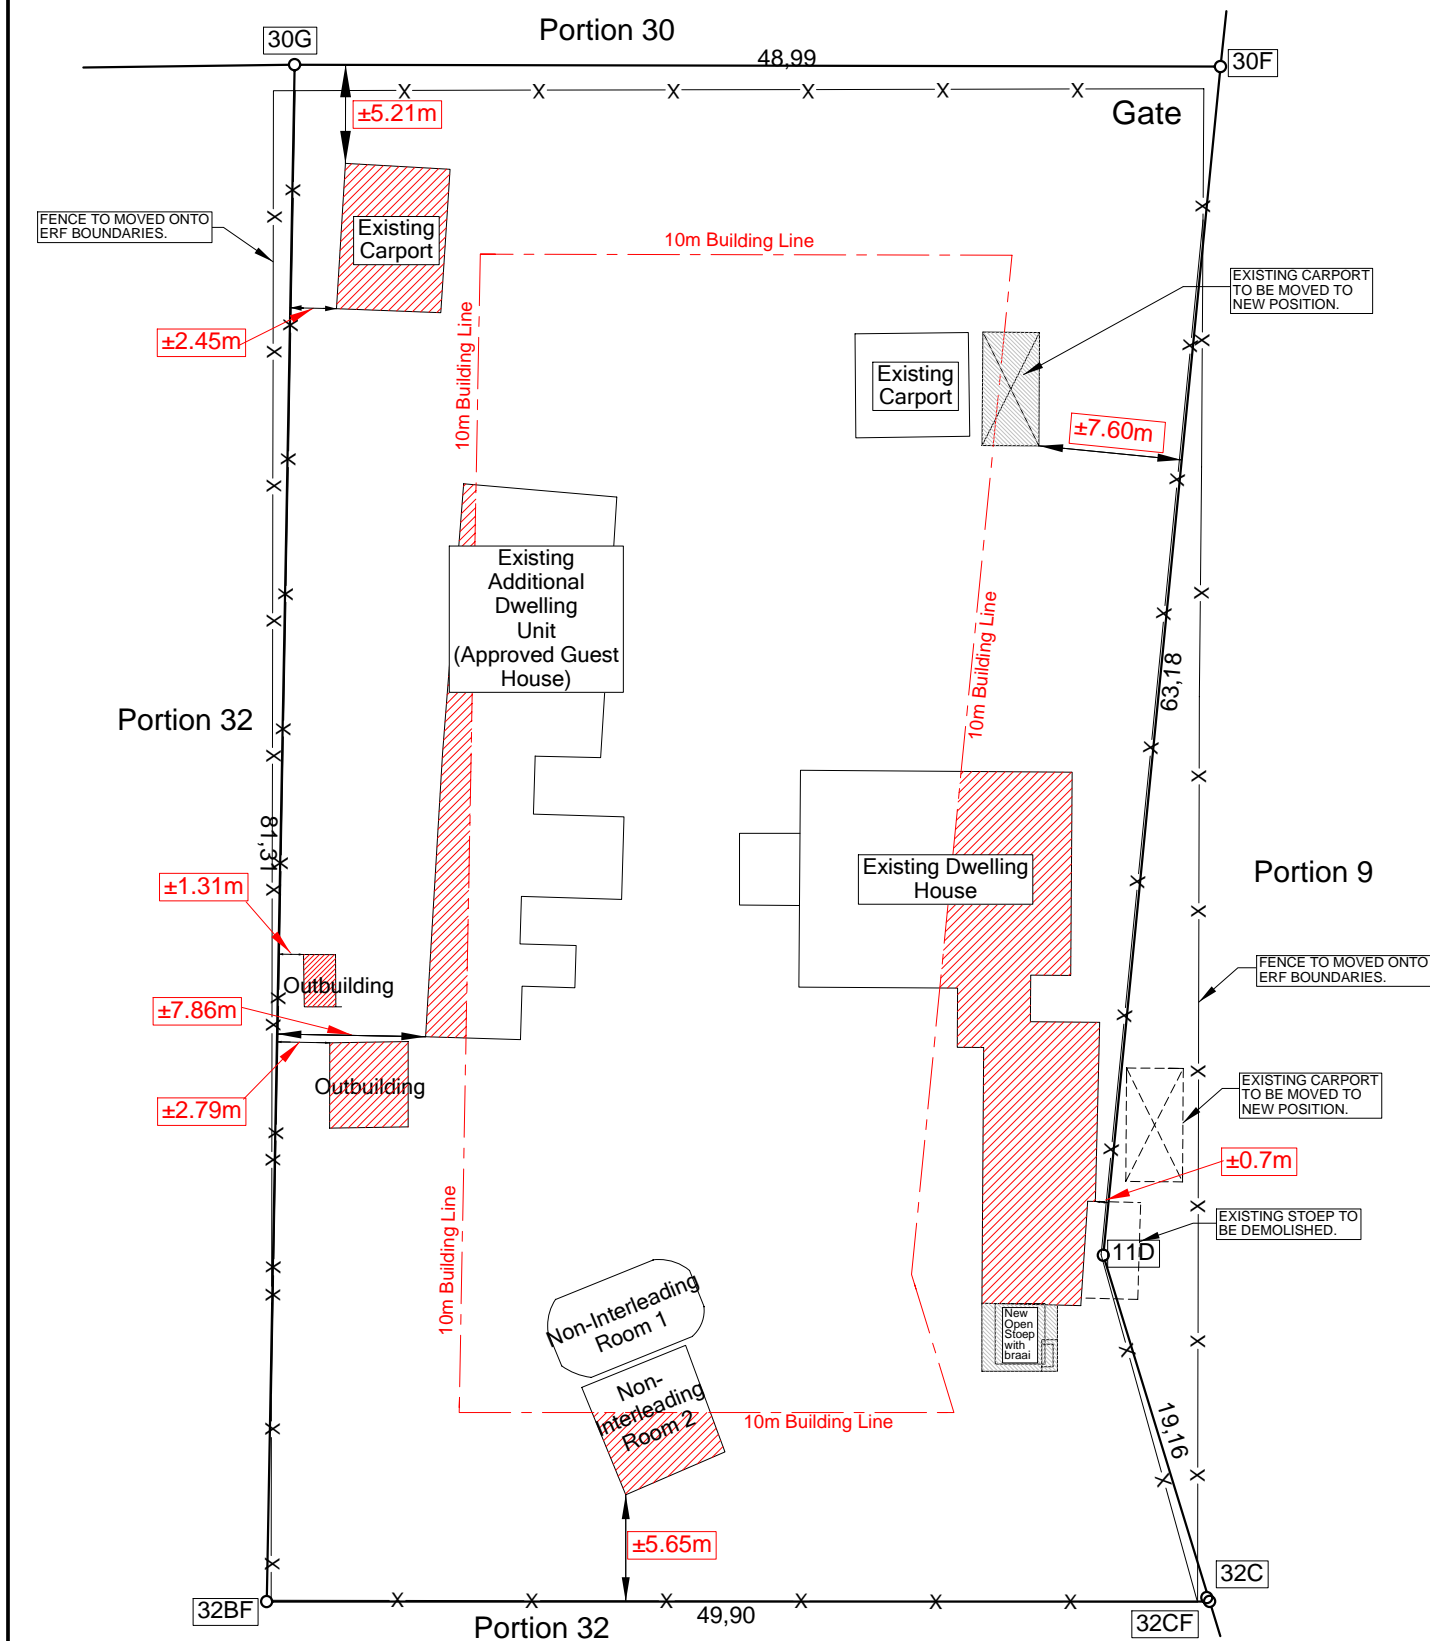 Portion 30
30G
48,99
30F
±5.21m
Gate
FENCE TO MOVED ONTO
ERF BOUNDARIES.
Existing
Carport
10m Building Line
EXISTING CARPORT
TO BE MOVED TO
NEW POSITION.
±2.45m
10m Building Line
Existing
Carport
±7.60m
Existing
Additional
Dwelling
Unit
(Approved Guest
House)
10m Building Line
63,18
Portion 32
81,31
Existing Dwelling
House
Portion 9
±1.31m
Outbuilding
FENCE TO MOVED ONTO
ERF BOUNDARIES.
±7.86m
Outbuilding
±2.79m
EXISTING CARPORT
TO BE MOVED TO
NEW POSITION.
±0.7m
EXISTING STOEP TO
BE DEMOLISHED.
11D
10m Building Line
Non-Interleading
Room 1
New
Open
Stoep
with
braai
Non-
Interleading
Room 2
10m Building Line
19,16
±5.65m
32C
32BF
49,90
32CF
Portion 32